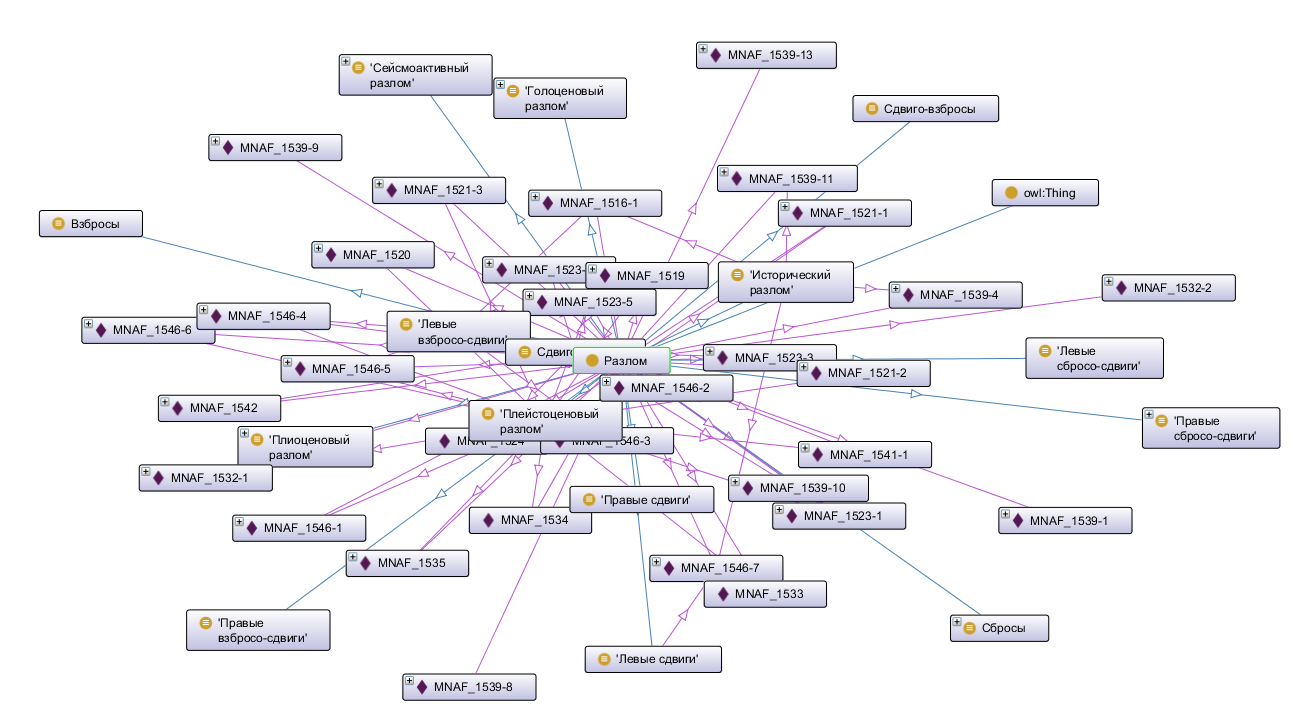 MNAF_1539-13
'Сейсмоактивный
разлом'
'Голоценовый
разлом'
Сдвиго-взбросы
MNAF_1539-9
MNAF_1539-11
MNAF_1521-3
owl:Thing
MNAF_1516-1
MNAF_1521-1
Взбросы
MNAF_1520
MNAF_1523-
MNAF_1519
'Исторический
разлом'
MNAF_1532-2
MNAF_1539-4
MNAF_1523-5
MNAF_1546-4
MNAF_1546-6
'Левые
взбросо-сдвиги'
Разлом
MNAF_1523-3
'Левые
сбросо-сдвиги'
MNAF_1546-5
MNAF_1521-2
MNAF_1546-2
MNAF_1542
'Плейстоценовый
разлом'
'Правые
сбросо-сдвиги'
'Плиоценовый
разлом'
MNAF_1524
MNAF_1546-3
MNAF_1541-1
MNAF_1532-1
MNAF_1539-10
'Правые сдвиги'
MNAF_1523-1
MNAF_1539-1
MNAF_1546-1
MNAF_1534
MNAF_1535
MNAF_1546-7
MNAF_1533
'Правые
взбросо-сдвиги'
Сбросы
'Левые сдвиги'
MNAF_1539-8